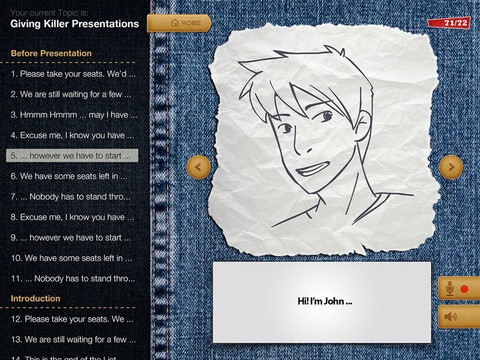 Your current Topic is:
Giving Killer Presentations
HOME
71/72
Before Presentation
1. Please take your seats. We'd ...
2. We are still waiting for a few ...
3. Hmmm Hmmm ... may I have ...
4. Excuse me, I know you have ...
5. ... however we have to start ...
6. We have some seats left in ...
7. ... Nobody has to stand thro...
8. Excuse me, I know you have ...
9. ... however we have to start ...
10. We have some seats left in ...
11. ... Nobody has to stand thro...
Introduction
12. Please take your seats. We ...
13. We are still waiting for a few ...
14. This is the end of the List
Hi! I'm John ...